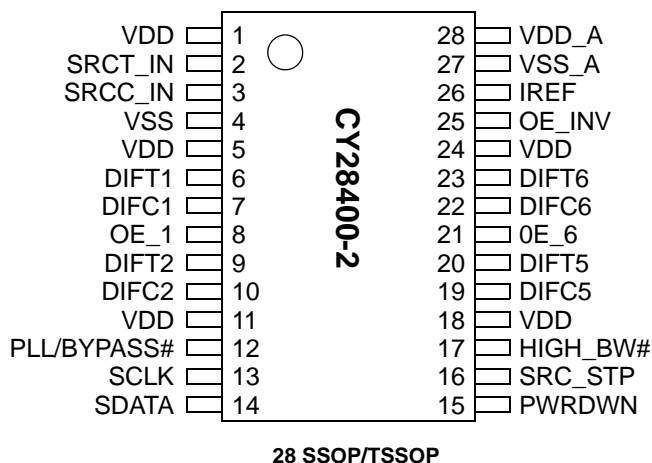 VDD 1 28 VDD_A
SRCT_IN 2 27 VSS_A
SRCC_IN 3 26 IREF
VSS 4 25 OE_INV
VDD 5 24 VDD
DIFT1 6 23 DIFT6
DIFC1 7 22 DIFC6
OE_1 8 21 0E_6
DIFT2 9 20 DIFT5
DIFC2 10 19 DIFC5
VDD 11 18 VDD
PLL/BYPASS# 12 17 HIGH_BW#
SCLK 13 16 SRC_STP
SDATA 14 15 PWRDWN
CY28400-2
28 SSOP/TSSOP